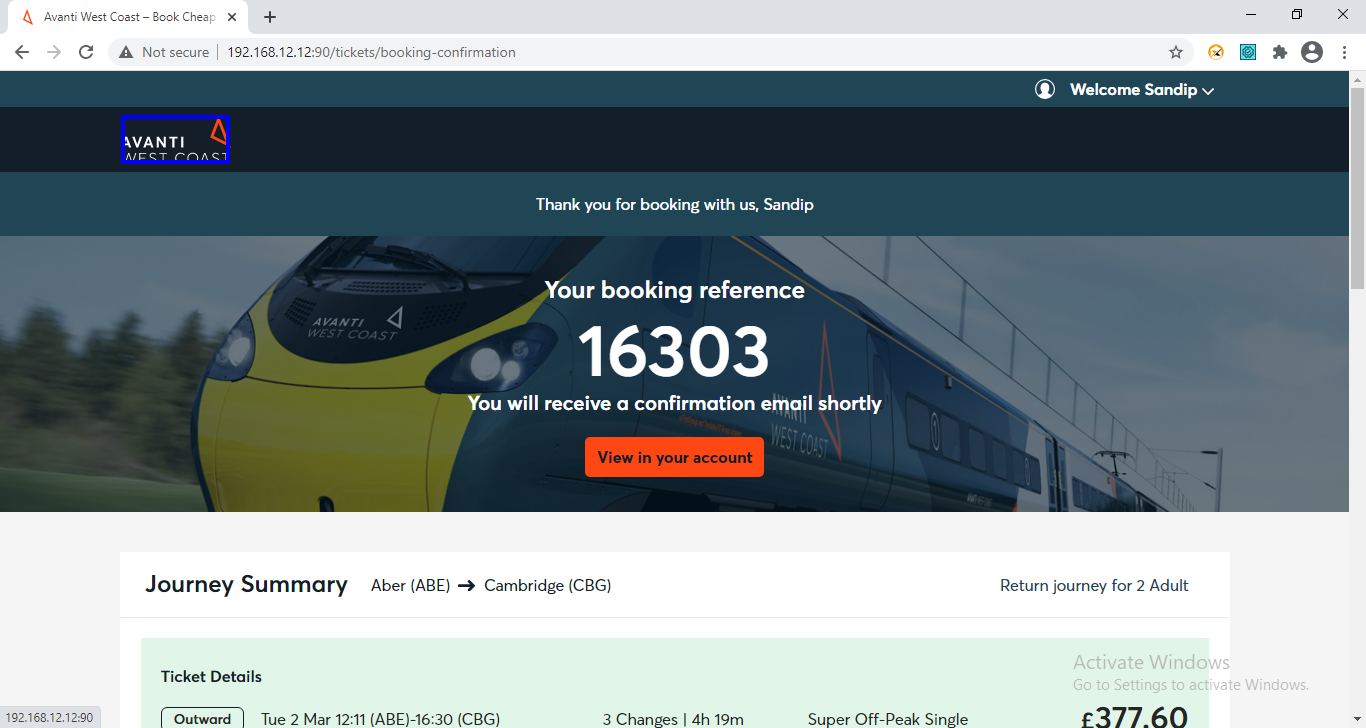 Avanti West Coast – Book Cheap
Not secure
192.168.12.12:90/tickets/booking-confirmation
Welcome Sandip
AVANTI
WEST COAST
Thank you for booking with us, Sandip
Your booking reference
16303
You will receive a confirmation email shortly
View in your account
AVANTI
WEST COAST
AVANTI
WEST COAST
Journey Summary Aber (ABE) → Cambridge (CBG) Return journey for 2 Adult
Ticket Details
Outward Tue 2 Mar 12:11 (ABE)-16:30 (CBG) 3 Changes | 4h 19m Super Off-Peak Single £377.60
Activate Windows
Go to Settings to activate Windows.
192.168.12.12:90